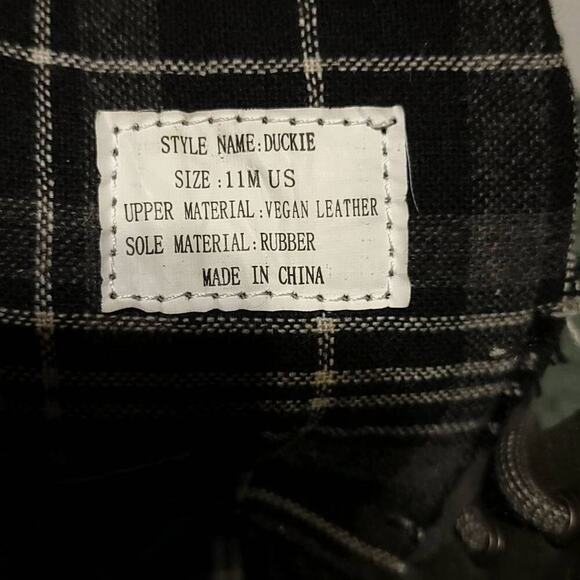 STYLE NAME:DUCKIE
SIZE :11M US
UPPER MATERIAL:VEGAN LEATHER
SOLE MATERIAL:RUBBER
MADE IN CHINA